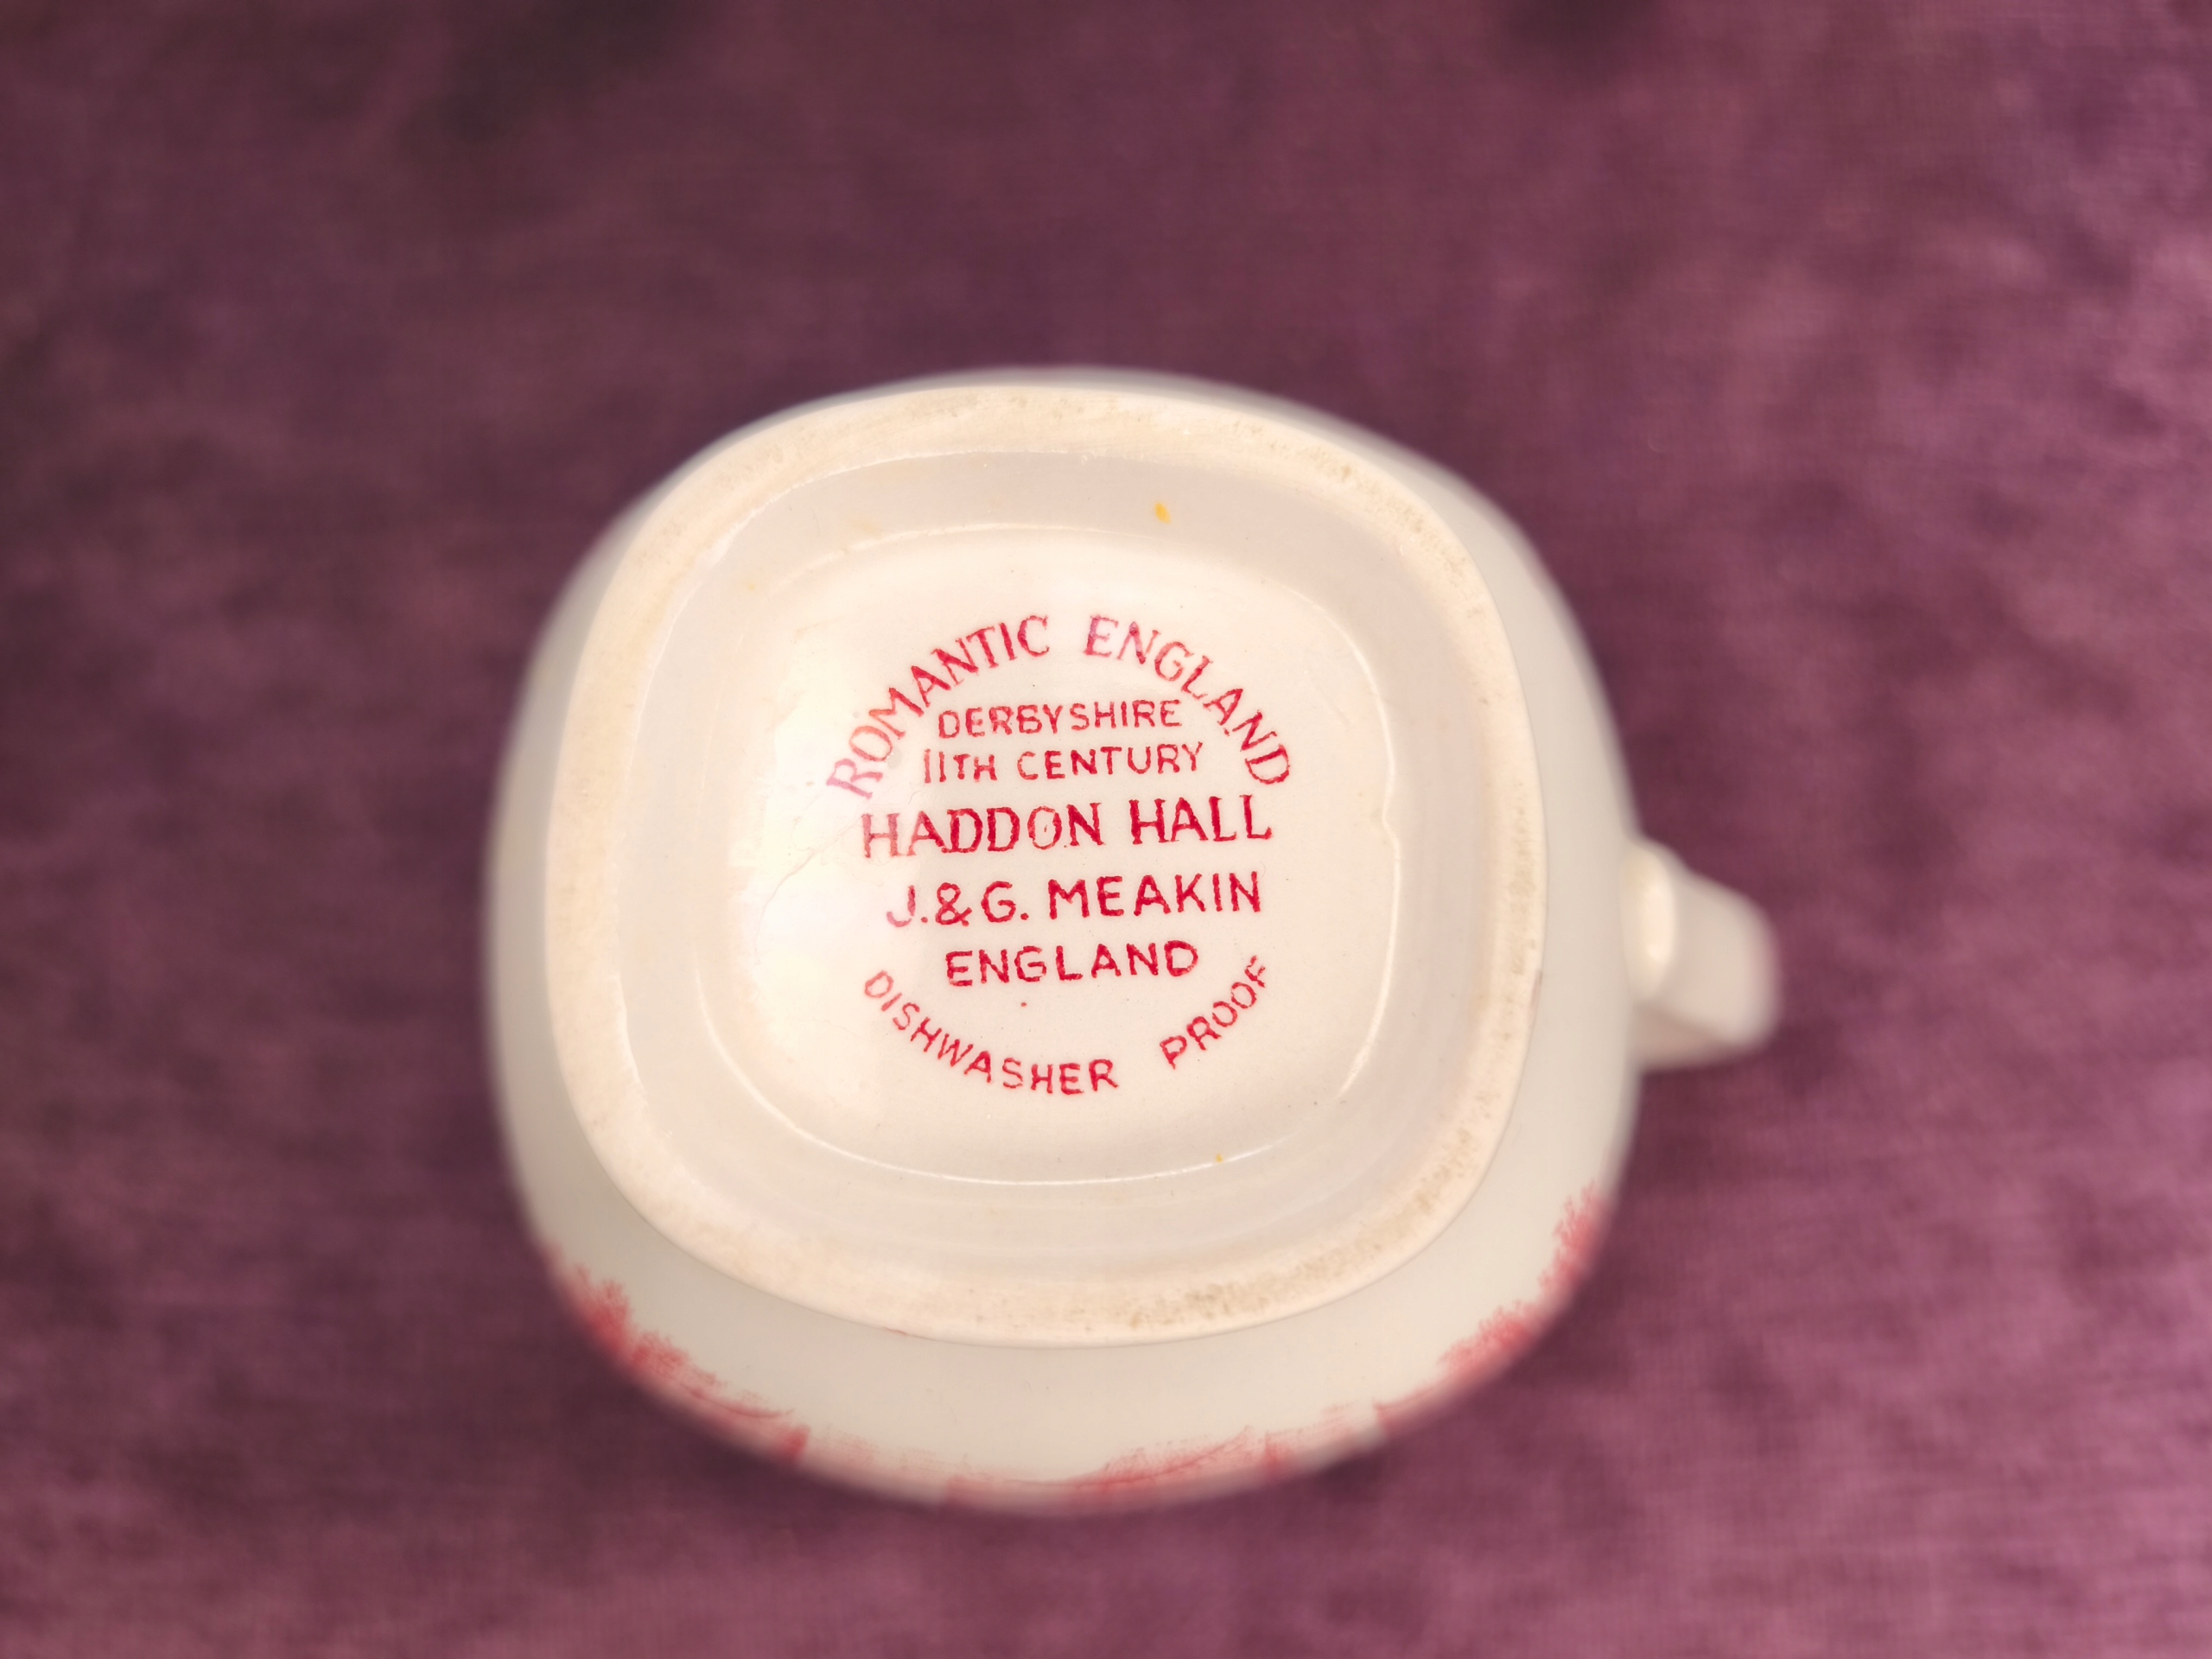 ROMANTIC ENGLAND
DERBYSHIRE
11TH CENTURY
HADDON HALL
J.&G. MEAKIN
ENGLAND
DISHWASHER PROOF